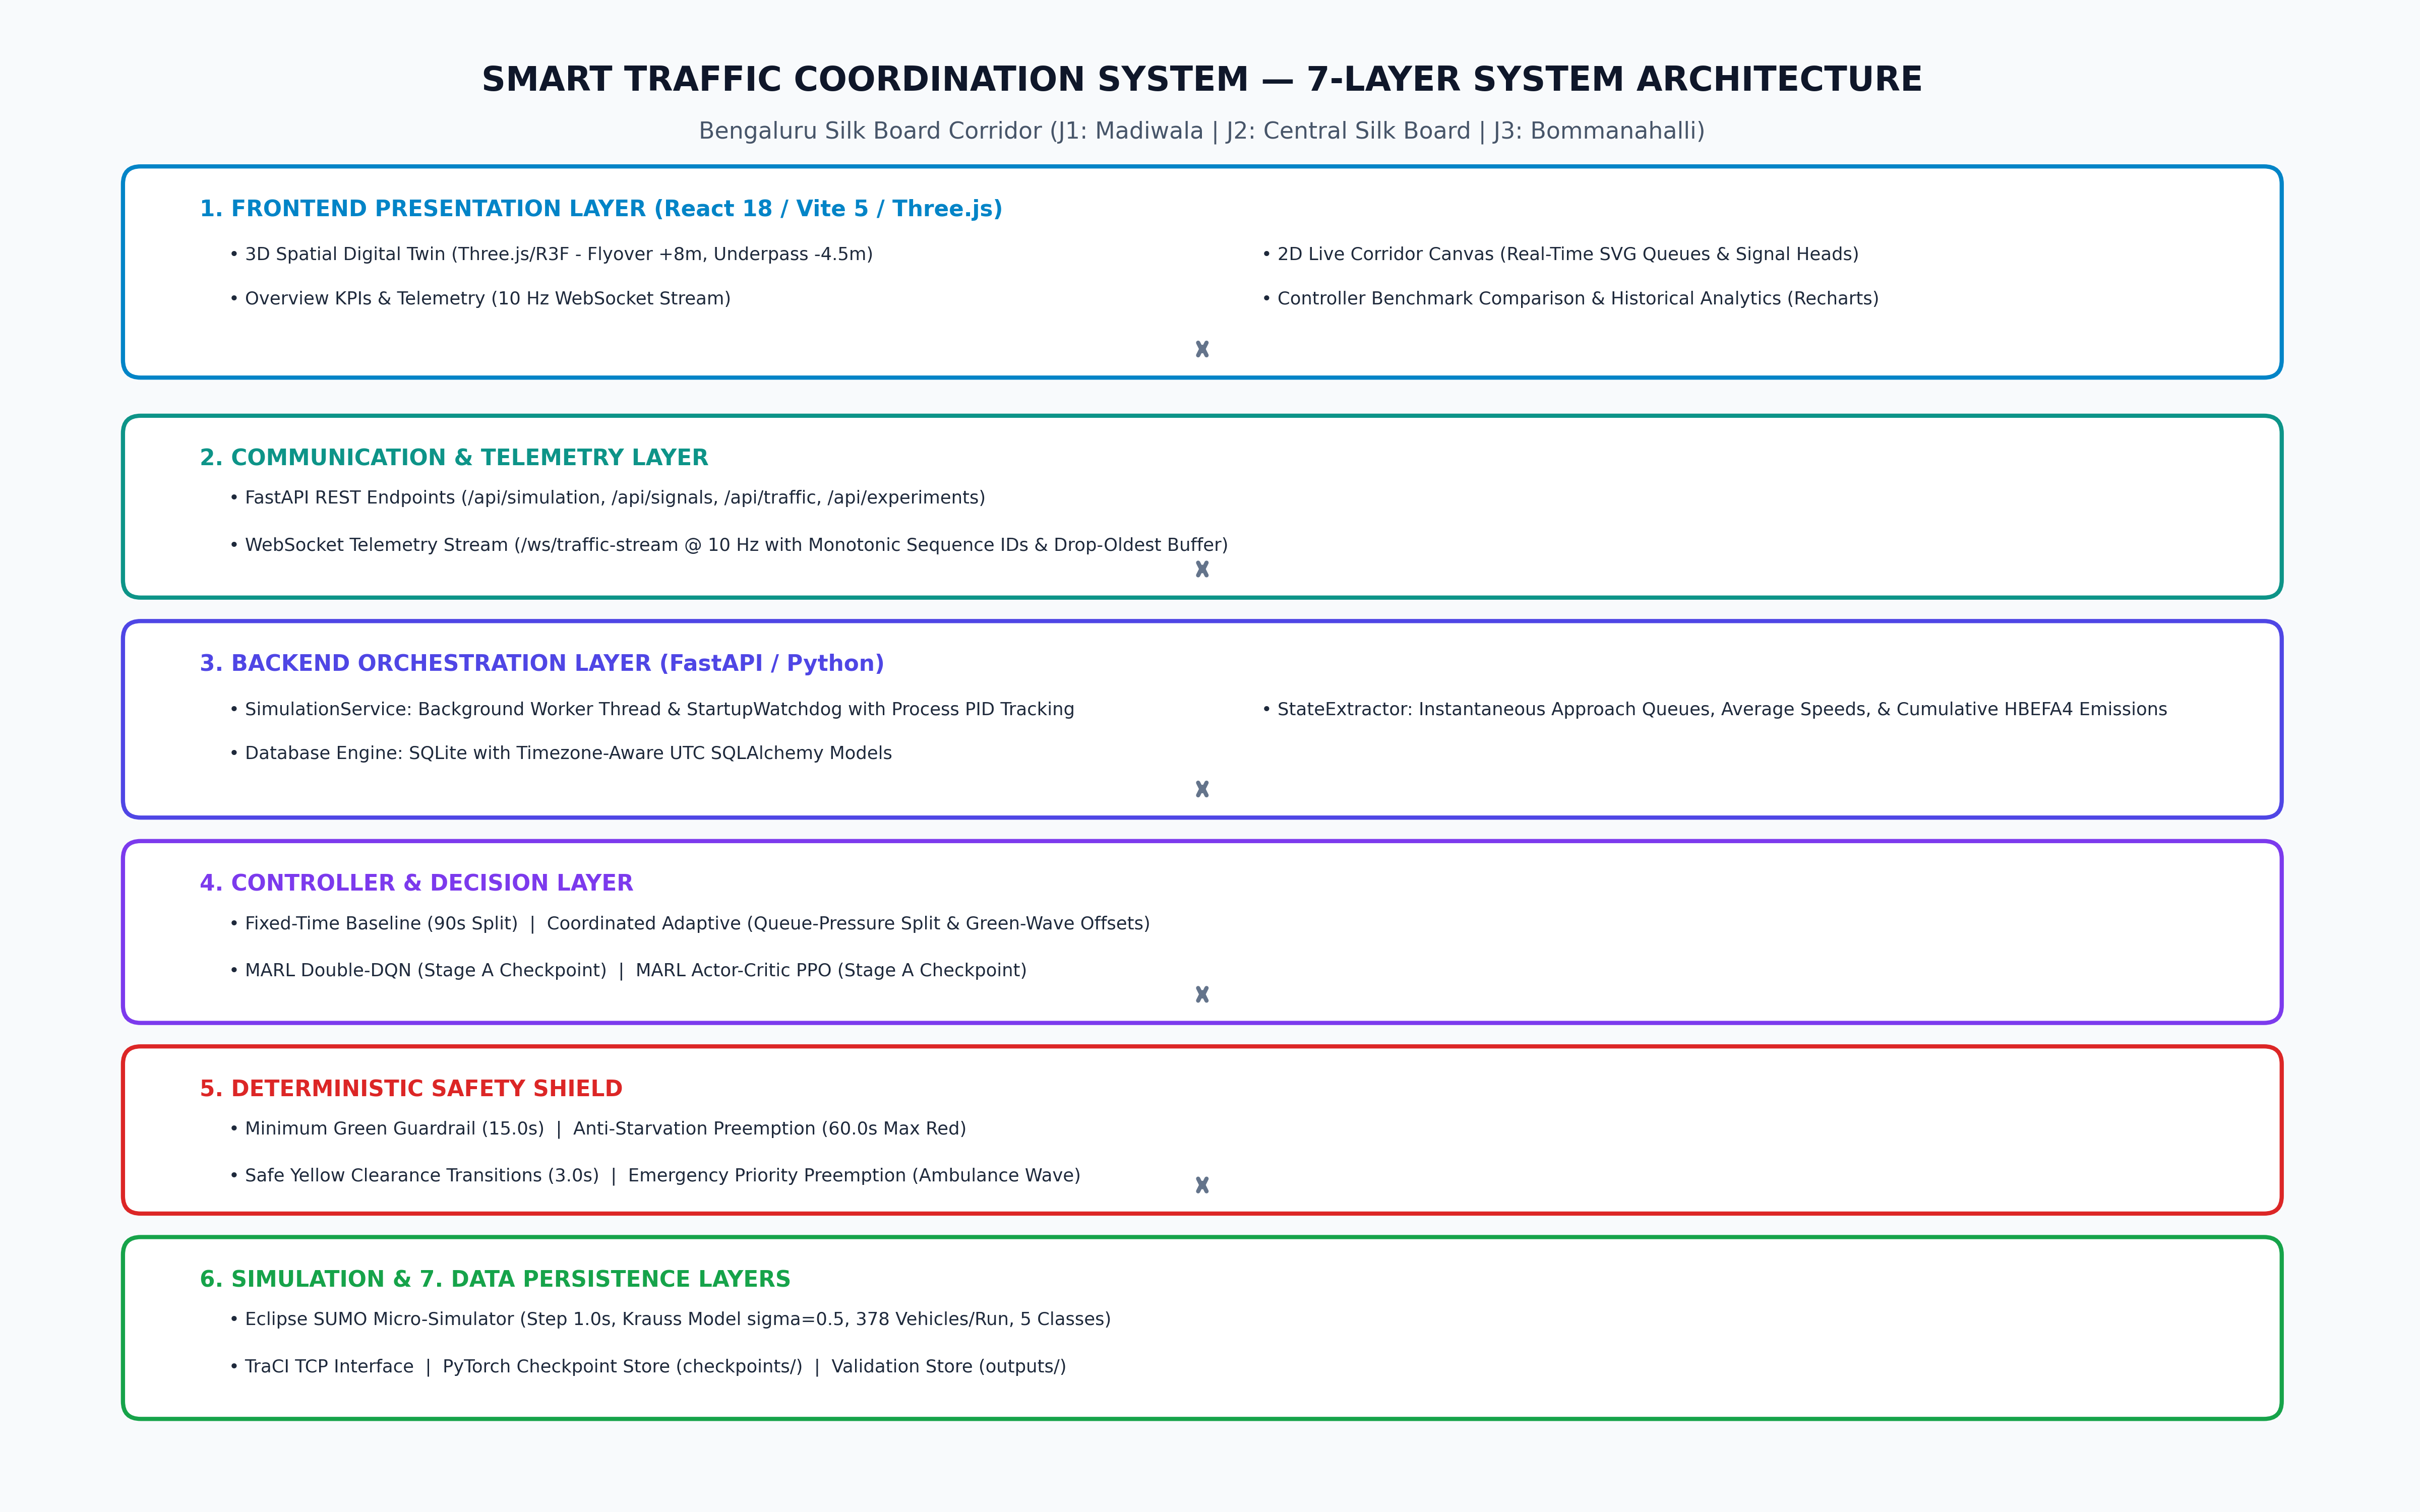 SMART TRAFFIC COORDINATION SYSTEM — 7-LAYER SYSTEM ARCHITECTURE
Bengaluru Silk Board Corridor (J1: Madiwala | J2: Central Silk Board | J3: Bommanahalli)
1. FRONTEND PRESENTATION LAYER (React 18 / Vite 5 / Three.js)
• 3D Spatial Digital Twin (Three.js/R3F - Flyover +8m, Underpass -4.5m)
• 2D Live Corridor Canvas (Real-Time SVG Queues & Signal Heads)
• Overview KPIs & Telemetry (10 Hz WebSocket Stream)
• Controller Benchmark Comparison & Historical Analytics (Recharts)
2. COMMUNICATION & TELEMETRY LAYER
• FastAPI REST Endpoints (/api/simulation, /api/signals, /api/traffic, /api/experiments)
• WebSocket Telemetry Stream (/ws/traffic-stream @ 10 Hz with Monotonic Sequence IDs & Drop-Oldest Buffer)
3. BACKEND ORCHESTRATION LAYER (FastAPI / Python)
• SimulationService: Background Worker Thread & StartupWatchdog with Process PID Tracking
• StateExtractor: Instantaneous Approach Queues, Average Speeds, & Cumulative HBEFA4 Emissions
• Database Engine: SQLite with Timezone-Aware UTC SQLAlchemy Models
4. CONTROLLER & DECISION LAYER
• Fixed-Time Baseline (90s Split) | Coordinated Adaptive (Queue-Pressure Split & Green-Wave Offsets)
• MARL Double-DQN (Stage A Checkpoint) | MARL Actor-Critic PPO (Stage A Checkpoint)
5. DETERMINISTIC SAFETY SHIELD
• Minimum Green Guardrail (15.0s) | Anti-Starvation Preemption (60.0s Max Red)
• Safe Yellow Clearance Transitions (3.0s) | Emergency Priority Preemption (Ambulance Wave)
6. SIMULATION & 7. DATA PERSISTENCE LAYERS
• Eclipse SUMO Micro-Simulator (Step 1.0s, Krauss Model sigma=0.5, 378 Vehicles/Run, 5 Classes)
• TraCI TCP Interface | PyTorch Checkpoint Store (checkpoints/) | Validation Store (outputs/)